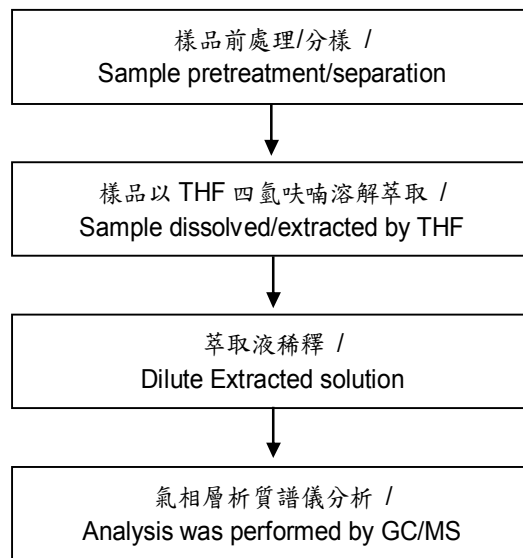 樣品前處理/分樣 /
Sample pretreatment/separation
樣品以 THF 四氫呋喃溶解萃取 /
Sample dissolved/extracted by THF
萃取液稀釋 /
Dilute Extracted solution
氣相層析質譜儀分析 /
Analysis was performed by GC/MS